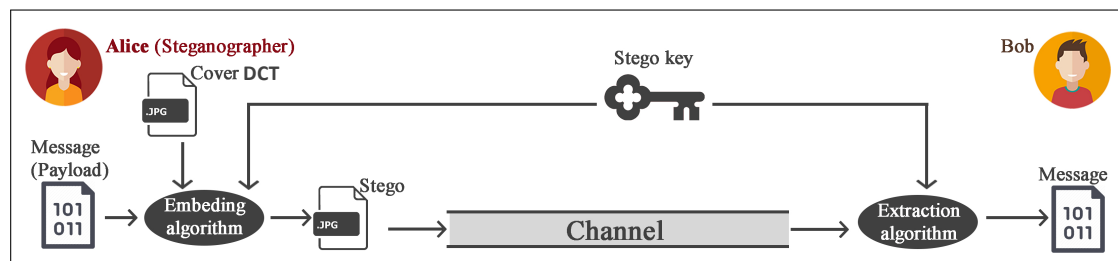 Alice (Steganographer)
Cover DCT
.JPG
Stego key
Bob
Message
(Payload)
101
011
Embeding
algorithm
Stego
.JPG
Channel
Extraction
algorithm
Message
101
011